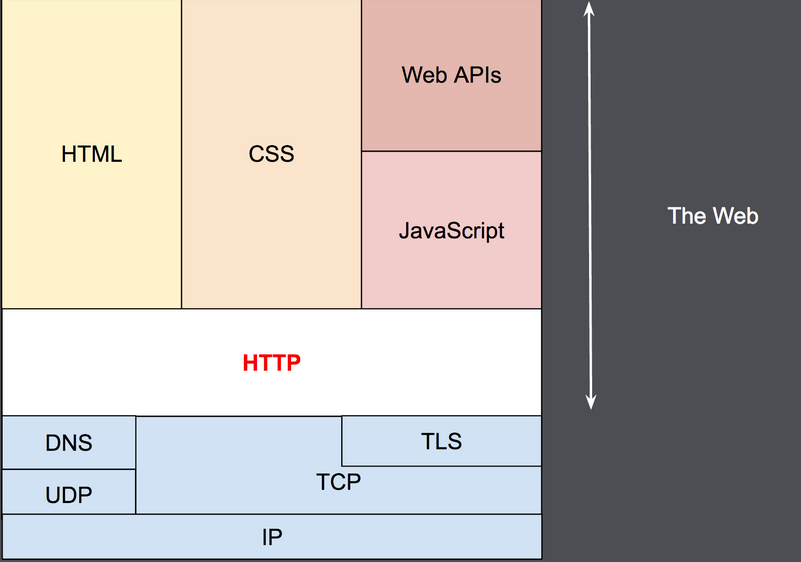 Web APIs
HTML
CSS
JavaScript
The Web
HTTP
DNS
TLS
TCP
UDP
IP